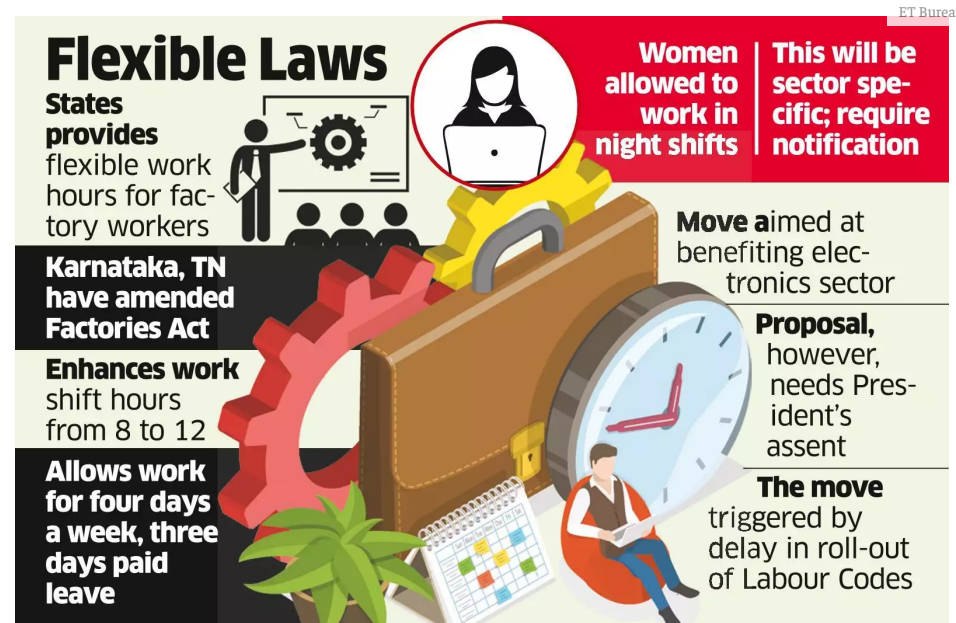 ET Burea
Flexible Laws
States
provides
flexible work
hours for fac-
tory workers
Karnataka, TN
have amended
Factories Act
Enhances work
shift hours
from 8 to 12
Allows work
for four days
a week, three
days paid
leave
Women
allowed to
work in
night shifts
This will be
sector spe-
cific; require
notification
Move aimed at
benefiting elec-
tronics sector
Proposal,
however,
needs Pres-
ident's
assent
The move
triggered by
delay in roll-out
of Labour Codes